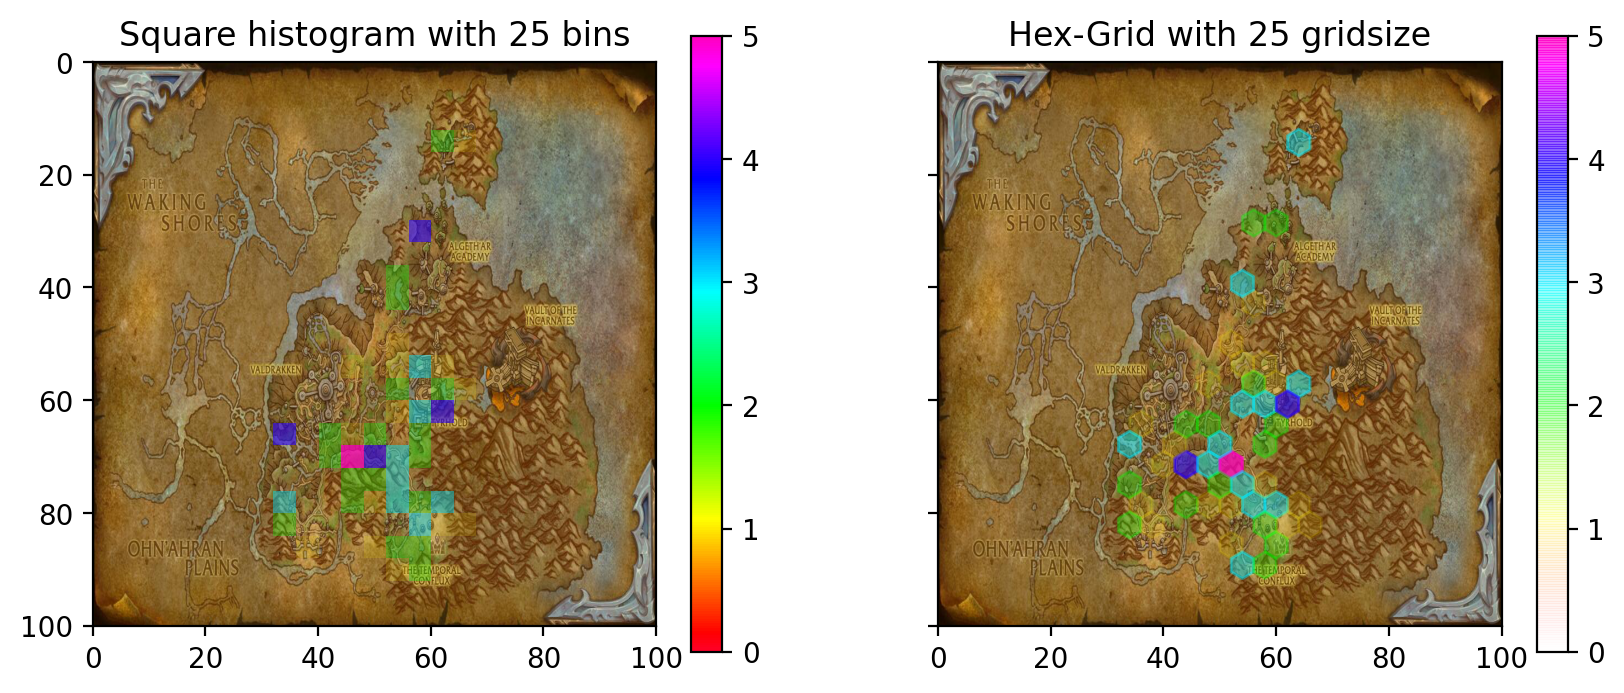 Square histogram with 25 bins
0
20
40
60
80
100
0
20
40
60
80
100
THE
WAKING
SHORES
ALGETH'AR
ACADEMY
VAULT OF THE
INCARNATES
VALDRAKKEN
OHN'AHRAN
PLAINS
THE TEMPORAL
CONFLUX
5
4
3
2
1
0
Hex-Grid with 25 gridsize
0
20
40
60
80
100
THE
WAKING
SHORES
ALGETH'AR
ACADEMY
VAULT OF THE
INCARNATES
VALDRAKKEN
OHN'AHRAN
PLAINS
THE TEMPORAL
CONFLUX
5
4
3
2
1
0